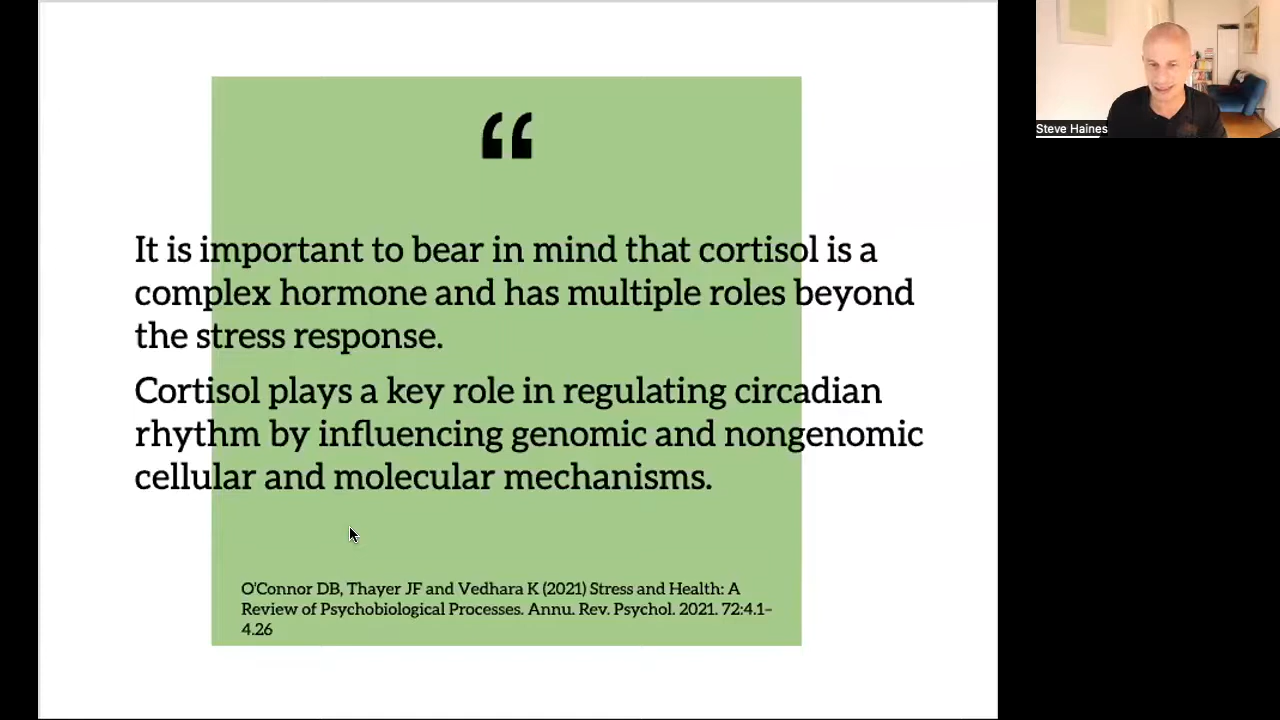 “
It is important to bear in mind that cortisol is a
complex hormone and has multiple roles beyond
the stress response.
Cortisol plays a key role in regulating circadian
rhythm by influencing genomic and nongenomic
cellular and molecular mechanisms.
O'Connor DB, Thayer JF and Vedhara K (2021) Stress and Health: A
Review of Psychobiological Processes. Annu. Rev. Psychol. 2021. 72:4.1–
4.26
Steve Haines